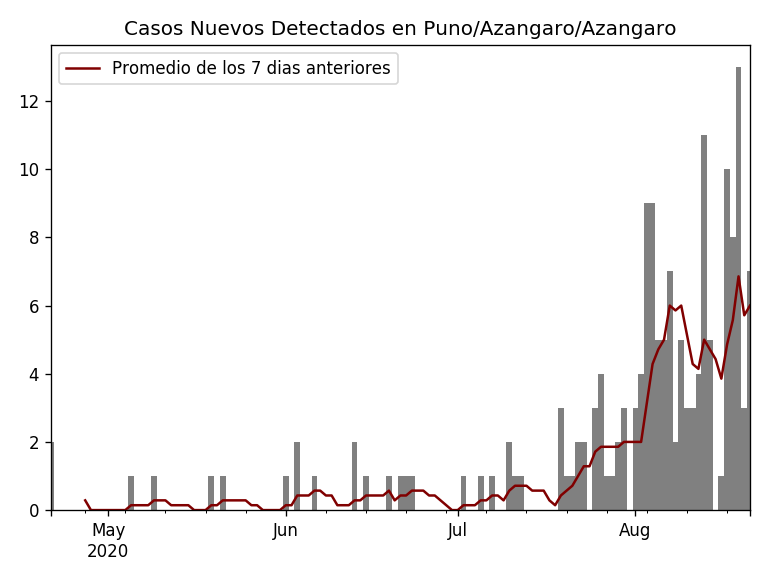 Casos Nuevos Detectados en Puno/Azangaro/Azangaro
Promedio de los 7 dias anteriores
12
10
8
6
4
2
0
May Jun Jul Aug
2020